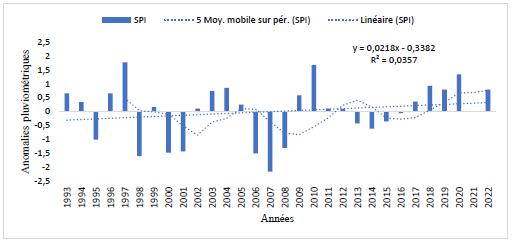 SPI 5 Moy. mobile sur pér. (SPI) Linéaire (SPI)
y = 0,0218x - 0,3382
R² = 0,0357
Anomalies pluviométriques
2,5
2
1,5
1
0,5
0
-0,5
-1
-1,5
-2
-2,5
1993 1994 1995 1996 1997 1998 1999 2000 2001 2002 2003 2004 2005 2006 2007 2008 2009 2010 2011 2012 2013 2014 2015 2016 2017 2018 2019 2020 2021 2022
Années